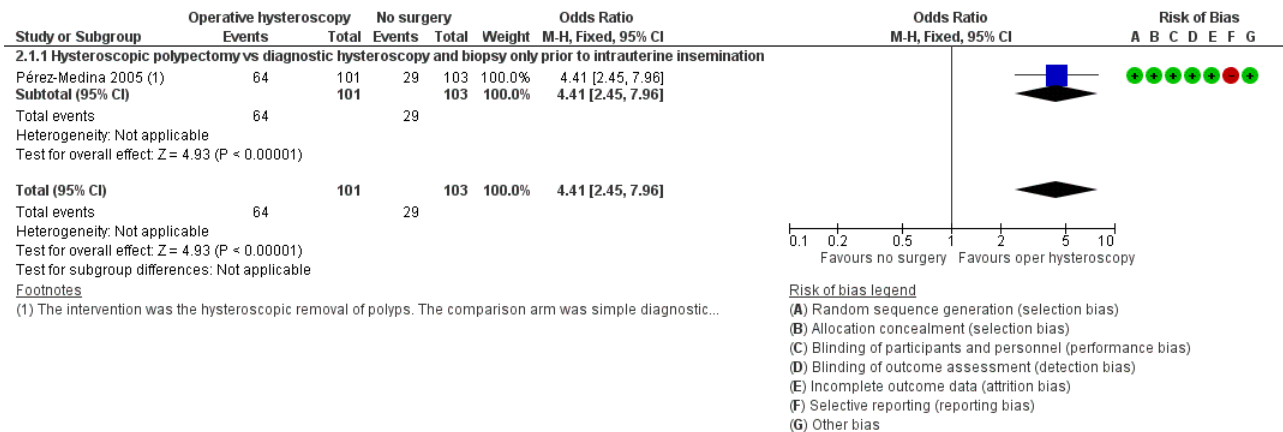 Operative hysteroscopy No surgery Odds Ratio Odds Ratio Risk of Bias
Study or Subgroup Events Total Events Total Weight M-H, Fixed, 95% CI M-H, Fixed, 95% CI A B C D E F G
2.1.1 Hysteroscopic polypectomy vs diagnostic hysteroscopy and biopsy only prior to intrauterine insemination
Pérez-Medina 2005 (1) 64 101 29 103 100.0% 4.41 [2.45, 7.96] + + + + + − +
Subtotal (95% CI) 101 103 100.0% 4.41 [2.45, 7.96]
Total events 64 29
Heterogeneity: Not applicable
Test for overall effect: Z = 4.93 (P < 0.00001)
Total (95% CI) 101 103 100.0% 4.41 [2.45, 7.96]
Total events 64 29
Heterogeneity: Not applicable
Test for overall effect: Z = 4.93 (P < 0.00001)
Test for subgroup differences: Not applicable
0.1 0.2 0.5 1 2 5 10
Favours no surgery Favours oper hysteroscopy
Footnotes
(1) The intervention was the hysteroscopic removal of polyps. The comparison arm was simple diagnostic...
Risk of bias legend
(A) Random sequence generation (selection bias)
(B) Allocation concealment (selection bias)
(C) Blinding of participants and personnel (performance bias)
(D) Blinding of outcome assessment (detection bias)
(E) Incomplete outcome data (attrition bias)
(F) Selective reporting (reporting bias)
(G) Other bias